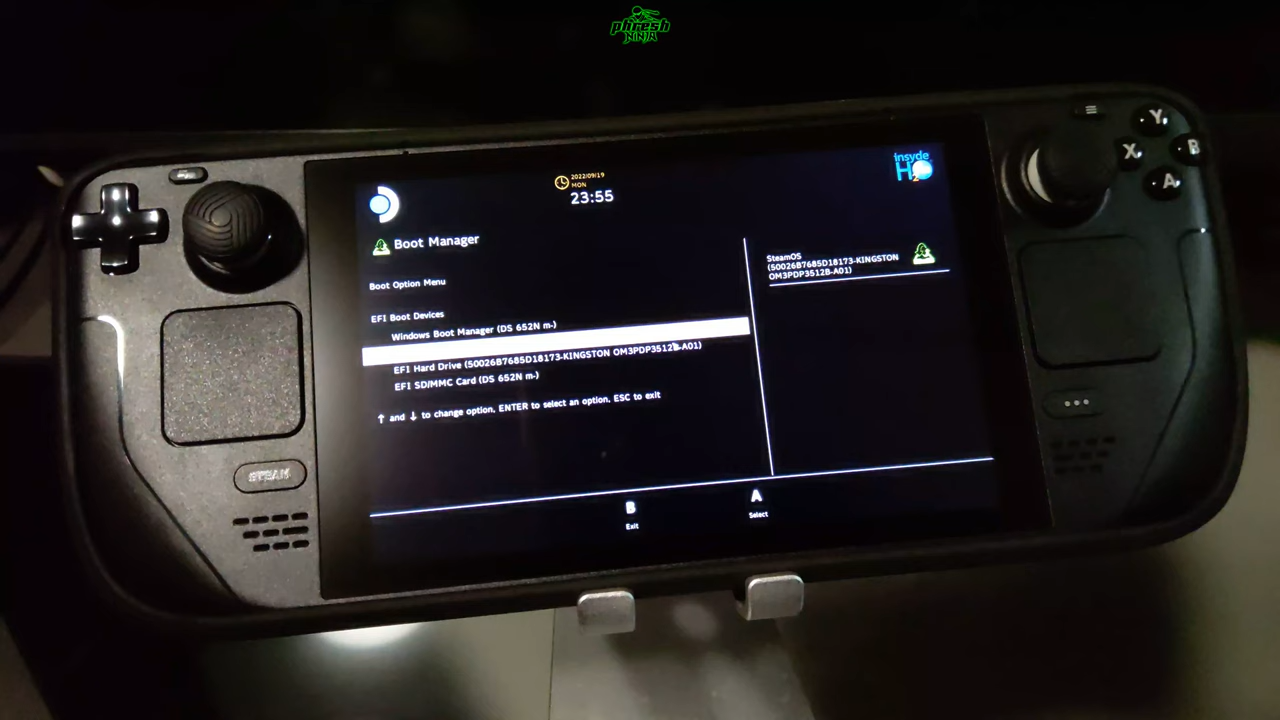 phresh
NINJA
Y
X
B
A
STEAM
insyde
H2O
2022/09/19
MON
23:55
Boot Manager
Boot Option Menu
EFI Boot Devices
Windows Boot Manager (DS 652N m-)
EFI Hard Drive (50026B7685D18173-KINGSTON OM3PDP3512B-A01)
EFI SD/MMC Card (DS 652N m-)
↑ and ↓ to change option, ENTER to select an option, ESC to exit
SteamOS
(50026B7685D18173-KINGSTON
OM3PDP3512B-A01)
B
Exit
A
Select